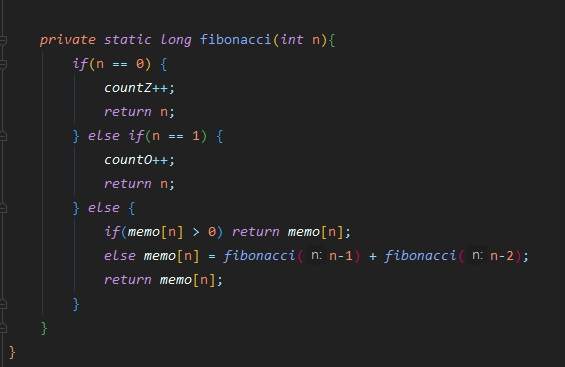 private static long fibonacci(int n){
if(n == 0) {
countZ++;
return n;
} else if(n == 1) {
countO++;
return n;
} else {
if(memo[n] > 0) return memo[n];
else memo[n] = fibonacci( n: n-1) + fibonacci( n: n-2);
return memo[n];
}
}
}